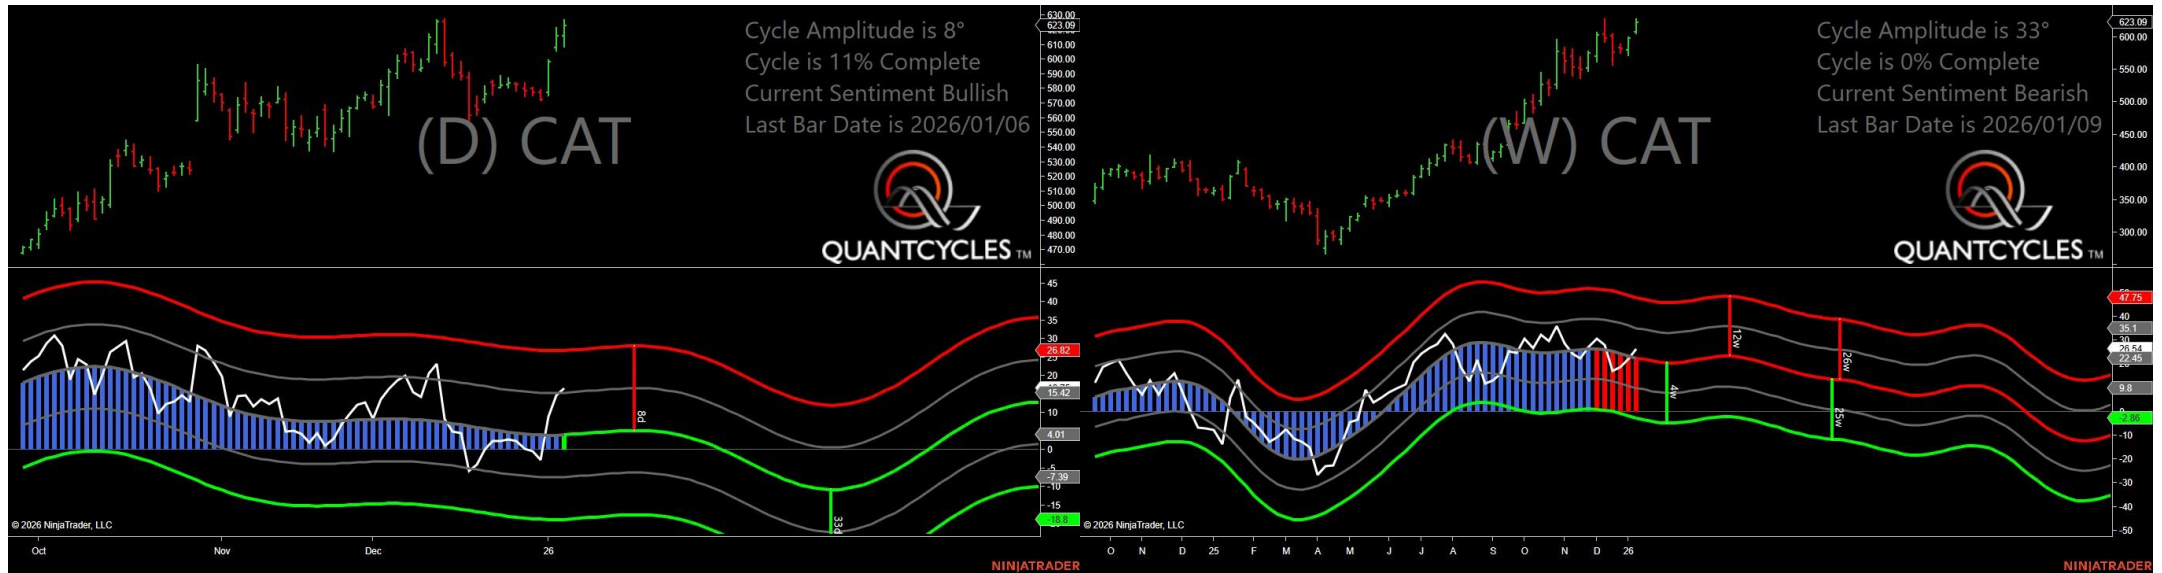 Cycle Amplitude is 8°
Cycle is 11% Complete
Current Sentiment Bullish
Last Bar Date is 2026/01/06
(D) CAT
QUANTCYCLES TM
630.00
623.09
610.00
600.00
590.00
580.00
570.00
560.00
550.00
540.00
530.00
520.00
510.00
500.00
490.00
480.00
470.00
45
40
35
30
26.82
20
15.42
10
4.01
0
-7.39
-10
-15
-18.8
8d
33d
© 2026 NinjaTrader, LLC
Oct Nov Dec 26
NINJATRADER
Cycle Amplitude is 33°
Cycle is 0% Complete
Current Sentiment Bearish
Last Bar Date is 2026/01/09
(W) CAT
QUANTCYCLES TM
623.09
600.00
550.00
500.00
450.00
400.00
350.00
300.00
47.75
40
35.1
30
26.54
22.45
9.8
-2.86
-10
-20
-30
-40
-50
12w
26w
4w
25w
© 2026 NinjaTrader, LLC
O N D 25 F M A M J J A S O N D 26
NINJATRADER